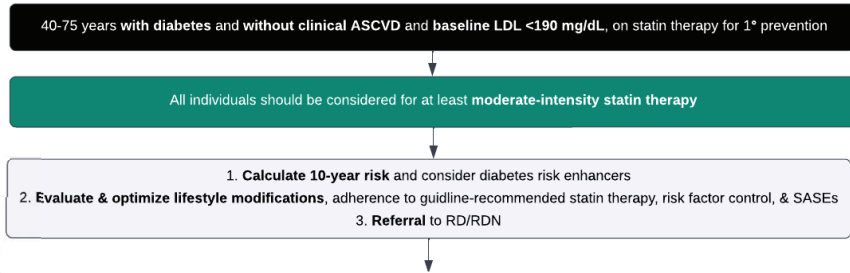 40-75 years with diabetes and without clinical ASCVD and baseline LDL <190 mg/dL, on statin therapy for 1° prevention
All individuals should be considered for at least moderate-intensity statin therapy
1. Calculate 10-year risk and consider diabetes risk enhancers
2. Evaluate & optimize lifestyle modifications, adherence to guidline-recommended statin therapy, risk factor control, & SASEs
3. Referral to RD/RDN